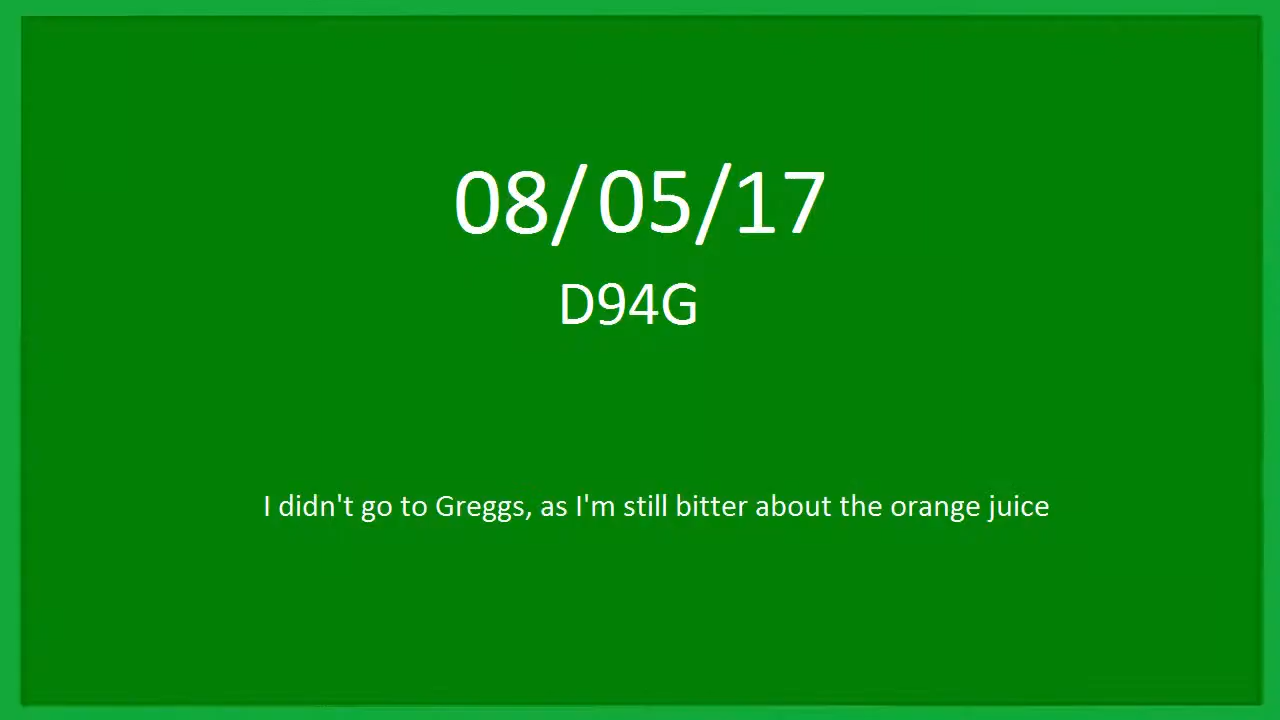 08/05/17
D94G
I didn't go to Greggs, as I'm still bitter about the orange juice